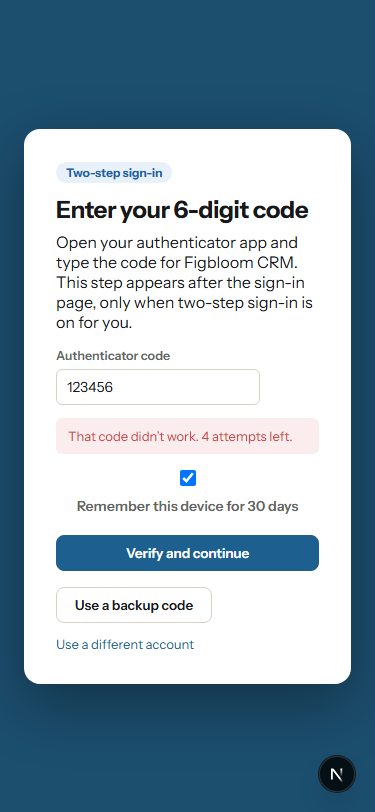 Two-step sign-in
Enter your 6-digit code
Open your authenticator app and
type the code for Figbloom CRM.
This step appears after the sign-in
page, only when two-step sign-in is
on for you.
Authenticator code
123456
That code didn't work. 4 attempts left.
Remember this device for 30 days
Verify and continue
Use a backup code
Use a different account
N